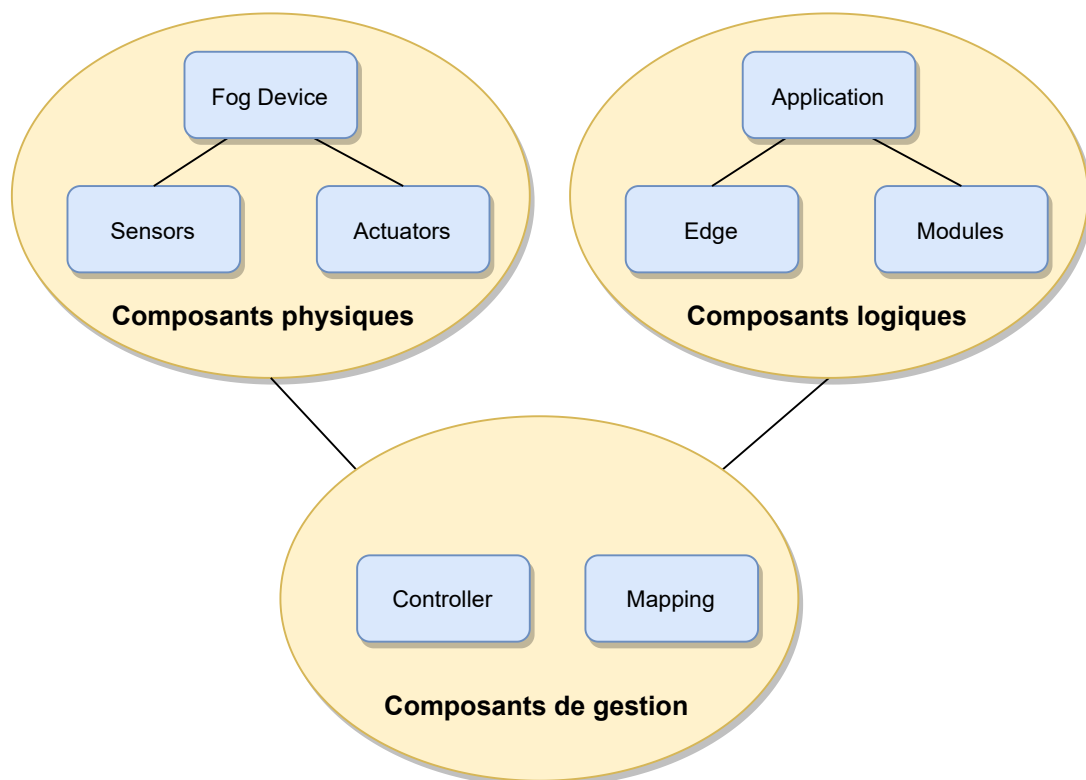 Fog Device
Sensors
Actuators
Composants physiques
Application
Edge
Modules
Composants logiques
Controller
Mapping
Composants de gestion